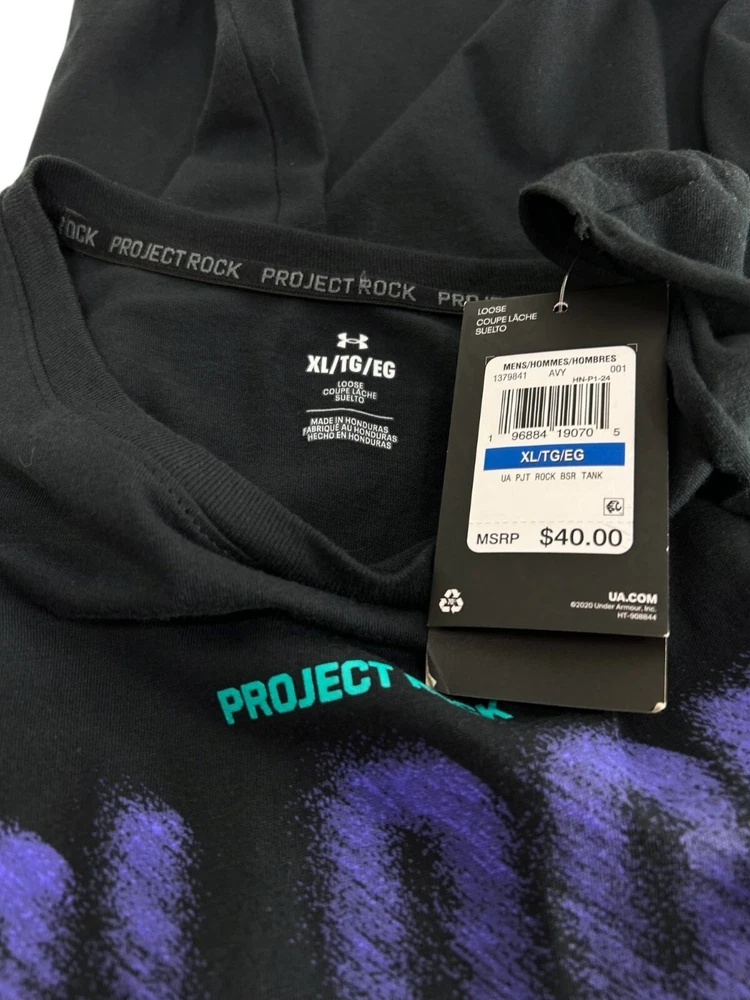 OCK PROJECT ROCK PROJECT ROCK PRO
XL/TG/EG
LOOSE
COUPE LÂCHE
SUELTO
MADE IN HONDURAS
FABRIQUÉ AU HONDURAS
HECHO EN HONDURAS
LOOSE
COUPE LÂCHE
SUELTO
MENS/HOMMES/HOMBRES
1379841 AVY 001
HN-P1-24
1 96884 19070 5
XL/TG/EG
UA PJT ROCK BSR TANK
MSRP $40.00
UA.COM
©2020 Under Armour, Inc.
HT-908844
PROJECT ROCK